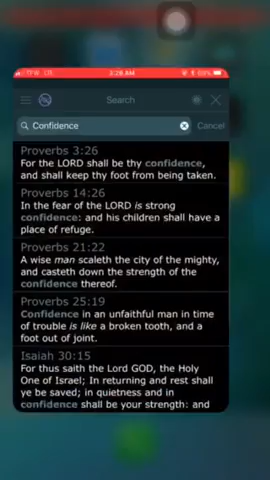 TFW LTE 3:29 AM 63%
Search
Confidence Cancel
Proverbs 3:26
For the LORD shall be thy confidence,
and shall keep thy foot from being taken.
Proverbs 14:26
In the fear of the LORD is strong
confidence: and his children shall have a
place of refuge.
Proverbs 21:22
A wise man scaleth the city of the mighty,
and casteth down the strength of the
confidence thereof.
Proverbs 25:19
Confidence in an unfaithful man in time
of trouble is like a broken tooth, and a
foot out of joint.
Isaiah 30:15
For thus saith the Lord GOD, the Holy
One of Israel; In returning and rest shall
ye be saved; in quietness and in
confidence shall be your strength: and